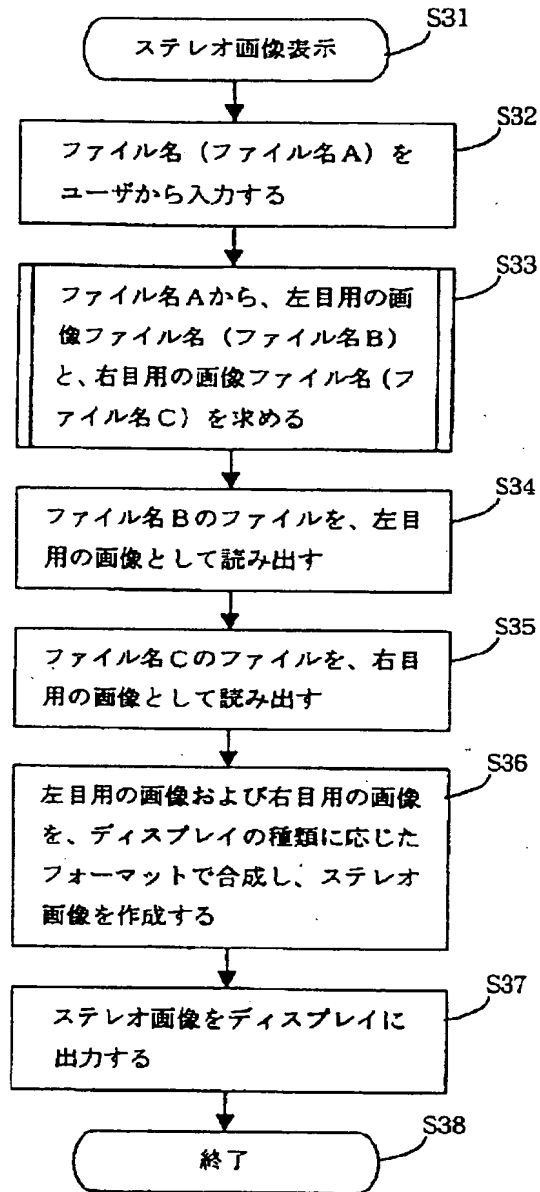 S31
ステレオ画像表示
S32
ファイル名(ファイル名A)を
ユーザから入力する
S33
ファイル名Aから、左目用の画
像ファイル名(ファイル名B)
と、右目用の画像ファイル名(フ
ァイル名C)を求める
S34
ファイル名Bのファイルを、左目
用の画像として読み出す
S35
ファイル名Cのファイルを、右目
用の画像として読み出す
S36
左目用の画像および右目用の画像
を、ディスプレイの種類に応じた
フォーマットで合成し、ステレオ
画像を作成する
S37
ステレオ画像をディスプレイに
出力する
S38
終了